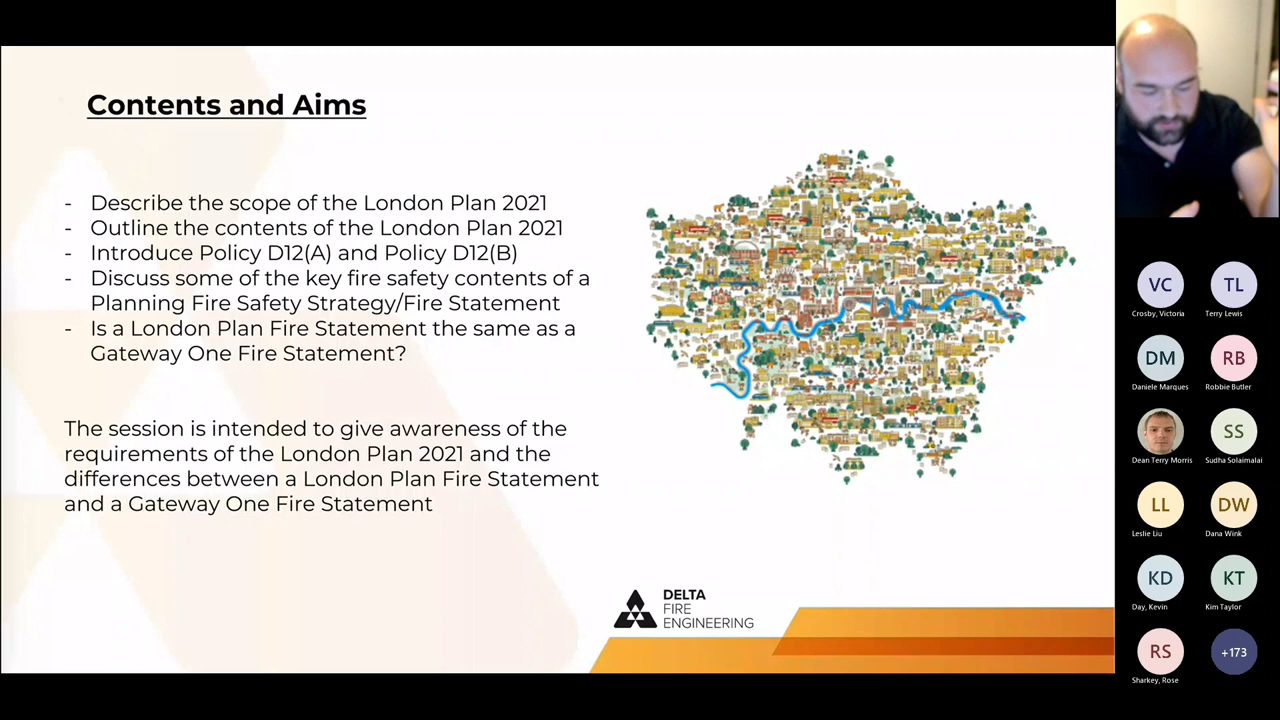 Contents and Aims
- Describe the scope of the London Plan 2021
- Outline the contents of the London Plan 2021
- Introduce Policy D12(A) and Policy D12(B)
- Discuss some of the key fire safety contents of a
Planning Fire Safety Strategy/Fire Statement
- Is a London Plan Fire Statement the same as a
Gateway One Fire Statement?
The session is intended to give awareness of the
requirements of the London Plan 2021 and the
differences between a London Plan Fire Statement
and a Gateway One Fire Statement
DELTA
FIRE
ENGINEERING
VC
Crosby, Victoria
TL
Terry Lewis
DM
Daniele Marques
RB
Robbie Butler
Dean Terry Morris
SS
Sudha Solaimalai
LL
Leslie Liu
DW
Dana Wink
KD
Day, Kevin
KT
Kim Taylor
RS
Sharkey, Rose
+173